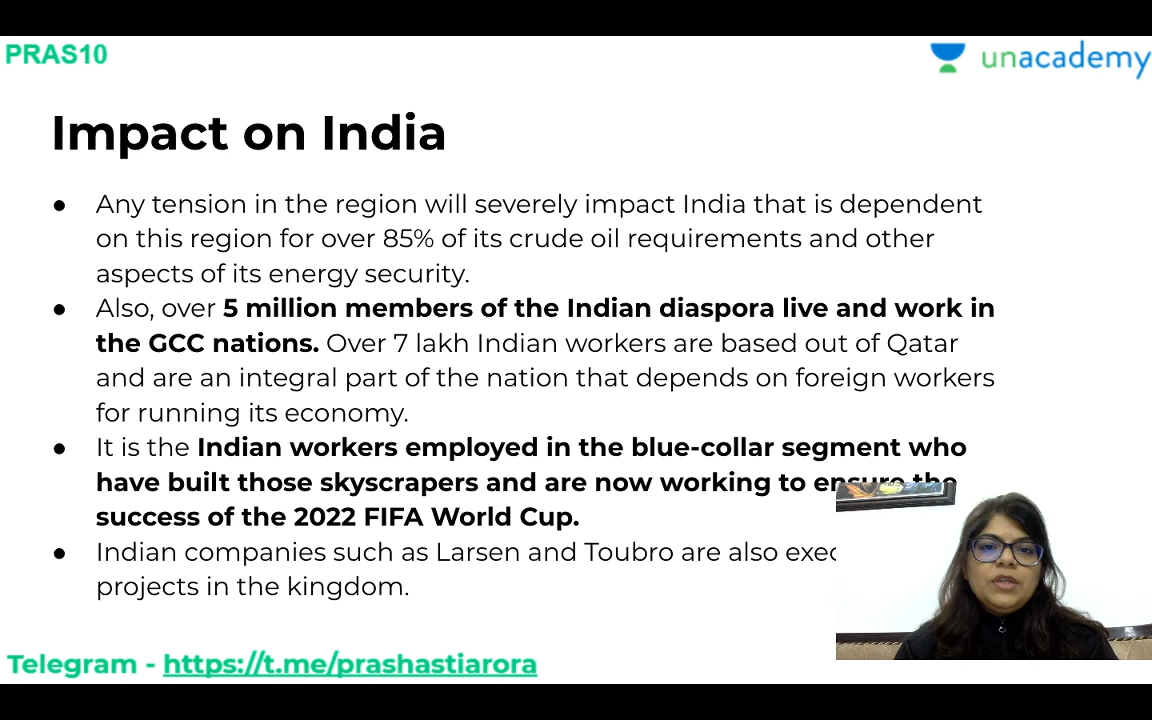 PRAS10
unacademy
Impact on India
● Any tension in the region will severely impact India that is dependent
on this region for over 85% of its crude oil requirements and other
aspects of its energy security.
● Also, over 5 million members of the Indian diaspora live and work in
the GCC nations. Over 7 lakh Indian workers are based out of Qatar
and are an integral part of the nation that depends on foreign workers
for running its economy.
● It is the Indian workers employed in the blue-collar segment who
have built those skyscrapers and are now working to ensure the
success of the 2022 FIFA World Cup.
● Indian companies such as Larsen and Toubro are also
projects in the kingdom.
Telegram - https://t.me/prashastiarora